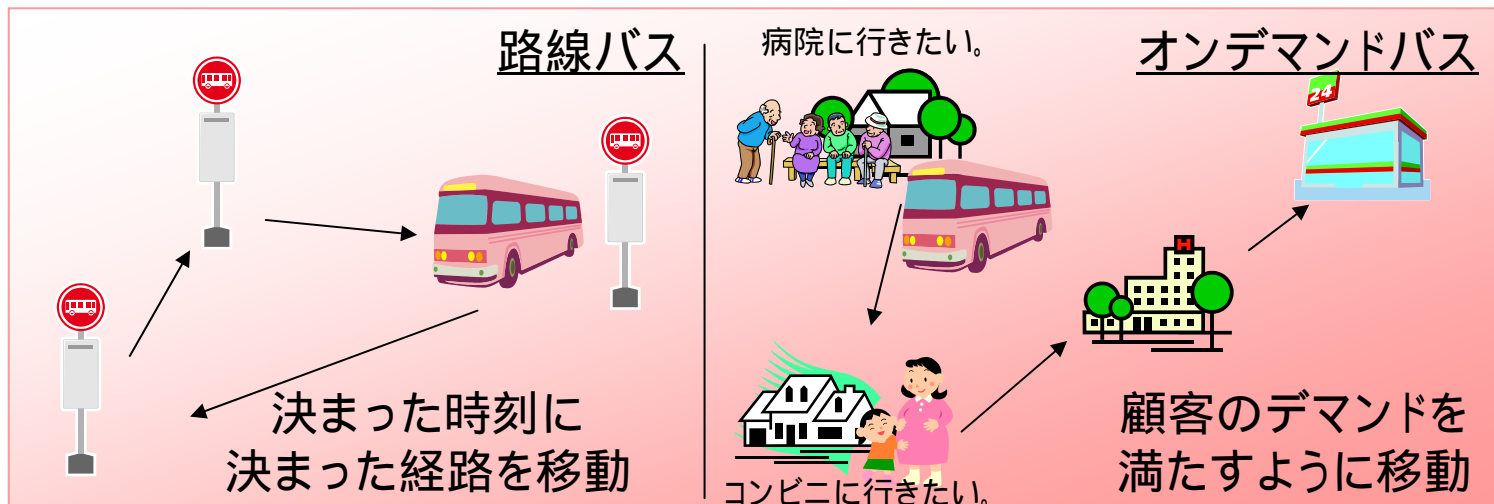 路線バス
決まった時刻に
決まった経路を移動
オンデマンドバス
病院に行きたい。
24
H
コンビニに行きたい。
顧客のデマンドを
満たすように移動